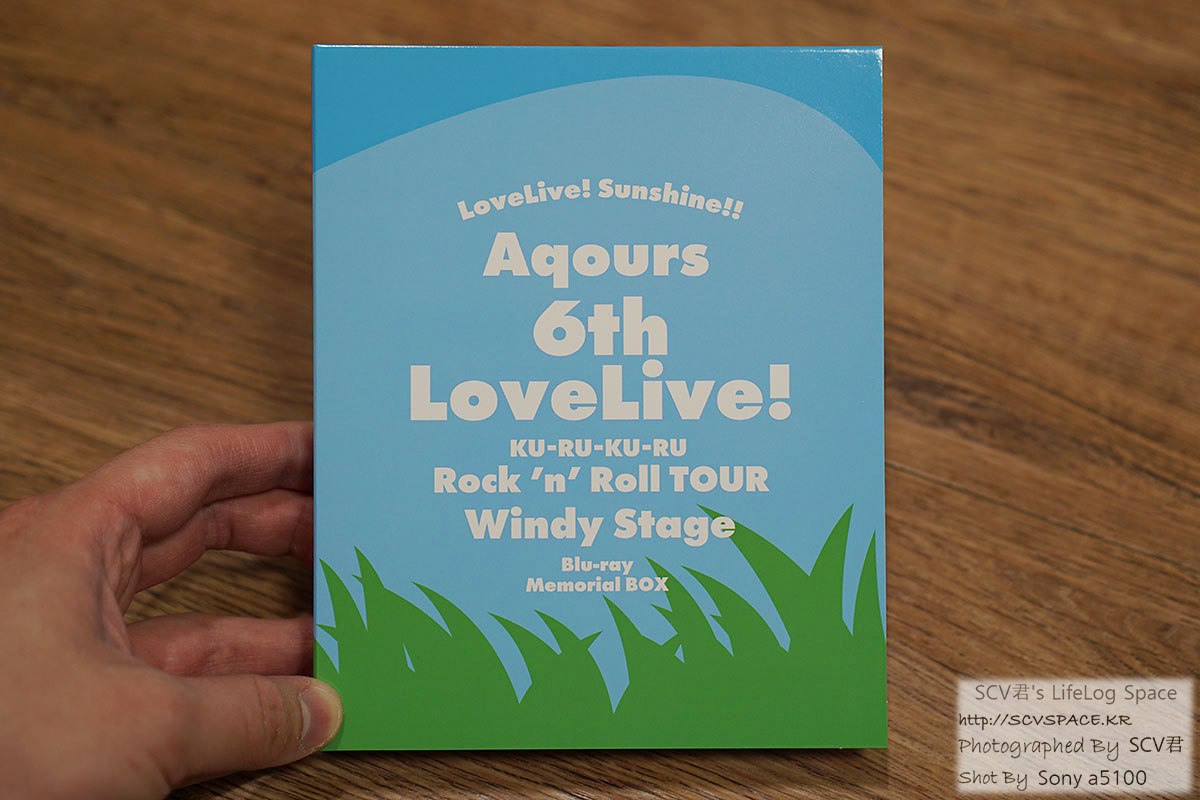 LoveLive! Sunshine!!
Aqours
6th
LoveLive!
KU-RU-KU-RU
Rock 'n' Roll TOUR
Windy Stage
Blu-ray
Memorial BOX
SCV君's LifeLog Space
http://SCVSPACE.KR
Photographed By SCV君
Shot By Sony a5100